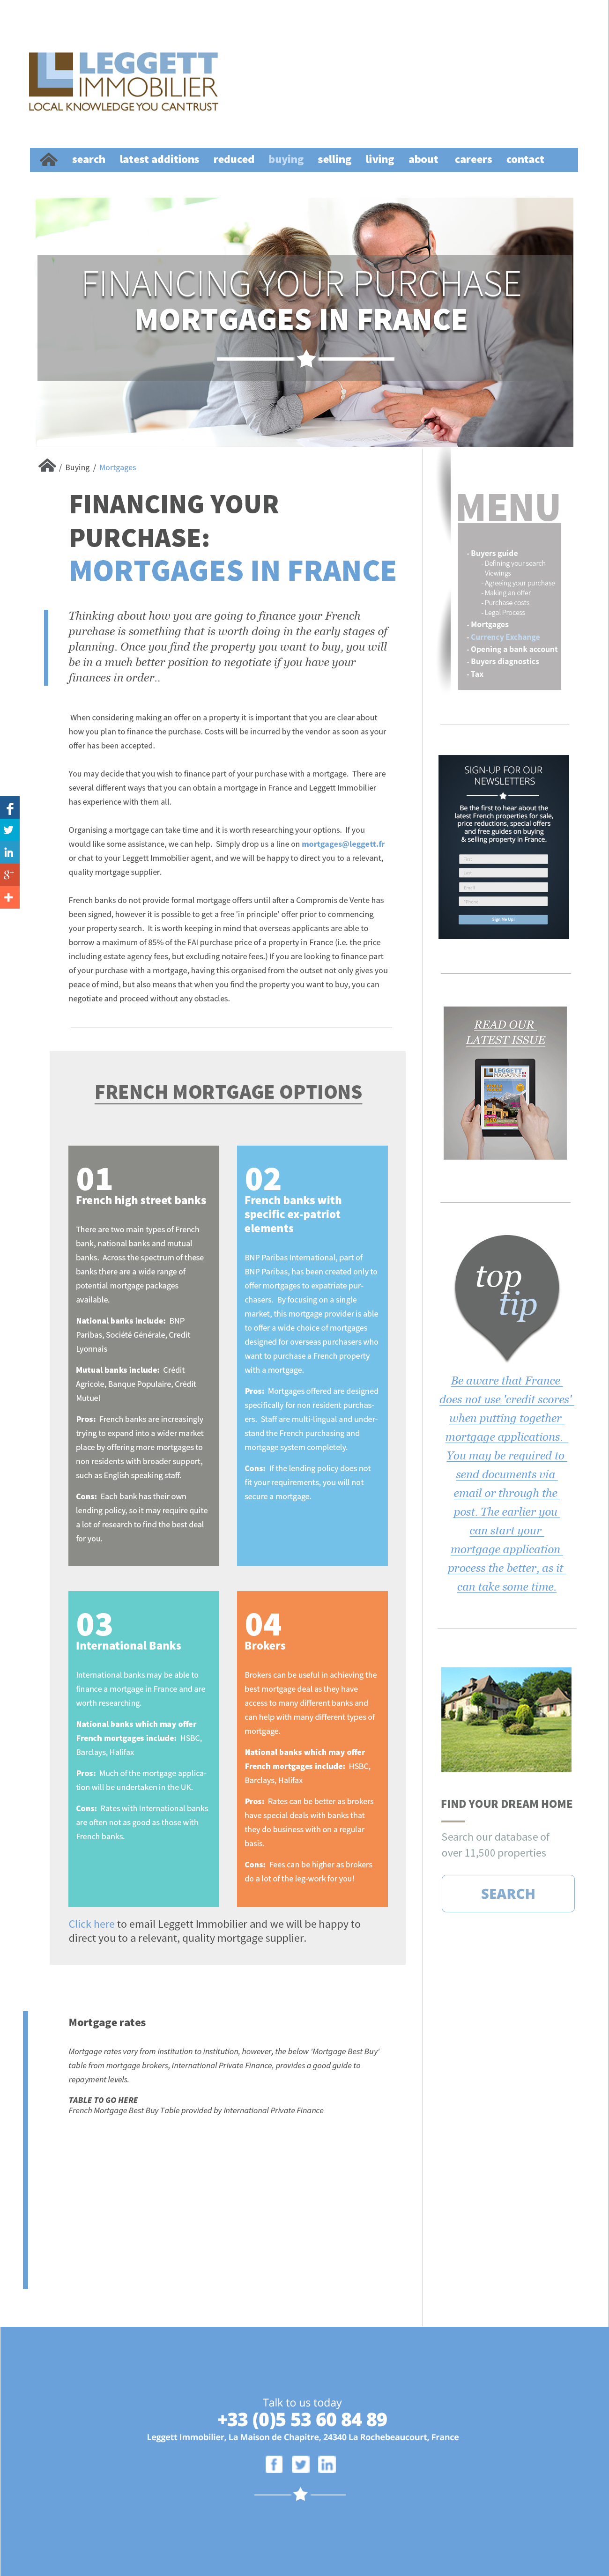 LEGGETT
IMMOBILIER
LOCAL KNOWLEDGE YOU CAN TRUST
search latest additions reduced buying selling living about careers contact
FINANCING YOUR PURCHASE
MORTGAGES IN FRANCE
/ Buying / Mortgages
FINANCING YOUR
PURCHASE:
MORTGAGES IN FRANCE
Thinking about how you are going to finance your French
purchase is something that is worth doing in the early stages of
planning. Once you find the property you want to buy, you will
be in a much better position to negotiate if you have your
finances in order..
When considering making an offer on a property it is important that you are clear about
how you plan to finance the purchase. Costs will be incurred by the vendor as soon as your
offer has been accepted.
You may decide that you wish to finance part of your purchase with a mortgage. There are
several different ways that you can obtain a mortgage in France and Leggett Immobilier
has experience with them all.
Organising a mortgage can take time and it is worth researching your options. If you
would like some assistance, we can help. Simply drop us a line on mortgages@leggett.fr
or chat to your Leggett Immobilier agent, and we will be happy to direct you to a relevant,
quality mortgage supplier.
French banks do not provide formal mortgage offers until after a Compromis de Vente has
been signed, however it is possible to get a free 'in principle' offer prior to commencing
your property search. It is worth keeping in mind that overseas applicants are able to
borrow a maximum of 85% of the FAI purchase price of a property in France (i.e. the price
including estate agency fees, but excluding notaire fees.) If you are looking to finance part
of your purchase with a mortgage, having this organised from the outset not only gives you
peace of mind, but also means that when you find the property you want to buy, you can
negotiate and proceed without any obstacles.
FRENCH MORTGAGE OPTIONS
01
French high street banks
There are two main types of French
bank, national banks and mutual
banks. Across the spectrum of these
banks there are a wide range of
potential mortgage packages
available.
National banks include: BNP
Paribas, Société Générale, Credit
Lyonnais
Mutual banks include: Crédit
Agricole, Banque Populaire, Crédit
Mutuel
Pros: French banks are increasingly
trying to expand into a wider market
place by offering more mortgages to
non residents with broader support,
such as English speaking staff.
Cons: Each bank has their own
lending policy, so it may require quite
a lot of research to find the best deal
for you.
02
French banks with
specific ex-patriot
elements
BNP Paribas International, part of
BNP Paribas, has been created only to
offer mortgages to expatriate pur-
chasers. By focusing on a single
market, this mortgage provider is able
to offer a wide choice of mortgages
designed for overseas purchasers who
want to purchase a French property
with a mortgage.
Pros: Mortgages offered are designed
specifically for non resident purchas-
ers. Staff are multi-lingual and under-
stand the French purchasing and
mortgage system completely.
Cons: If the lending policy does not
fit your requirements, you will not
secure a mortgage.
03
International Banks
International banks may be able to
finance a mortgage in France and are
worth researching.
National banks which may offer
French mortgages include: HSBC,
Barclays, Halifax
Pros: Much of the mortgage applica-
tion will be undertaken in the UK.
Cons: Rates with International banks
are often not as good as those with
French banks.
04
Brokers
Brokers can be useful in achieving the
best mortgage deal as they have
access to many different banks and
can help with many different types of
mortgage.
National banks which may offer
French mortgages include: HSBC,
Barclays, Halifax
Pros: Rates can be better as brokers
have special deals with banks that
they do business with on a regular
basis.
Cons: Fees can be higher as brokers
do a lot of the leg-work for you!
Click here to email Leggett Immobilier and we will be happy to
direct you to a relevant, quality mortgage supplier.
Mortgage rates
Mortgage rates vary from institution to institution, however, the below 'Mortgage Best Buy'
table from mortgage brokers, International Private Finance, provides a good guide to
repayment levels.
TABLE TO GO HERE
French Mortgage Best Buy Table provided by International Private Finance
MENU
- Buyers guide
- Defining your search
- Viewings
- Agreeing your purchase
- Making an offer
- Purchase costs
- Legal Process
- Mortgages
- Currency Exchange
- Opening a bank account
- Buyers diagnostics
- Tax
SIGN-UP FOR OUR
NEWSLETTERS
Be the first to hear about the
latest French properties for sale,
price reductions, special offers
and free guides on buying
& selling property in France.
Email
Sign Me Up!
READ OUR
LATEST ISSUE
LEGGETT
MAGAZINE
top
tip
Be aware that France
does not use 'credit scores'
when putting together
mortgage applications.
You may be required to
send documents via
email or through the
post. The earlier you
can start your
mortgage application
process the better, as it
can take some time.
FIND YOUR DREAM HOME
Search our database of
over 11,500 properties
SEARCH
Talk to us today
+33 (0)5 53 60 84 89
Leggett Immobilier, La Maison de Chapitre, 24340 La Rochebeaucourt, France